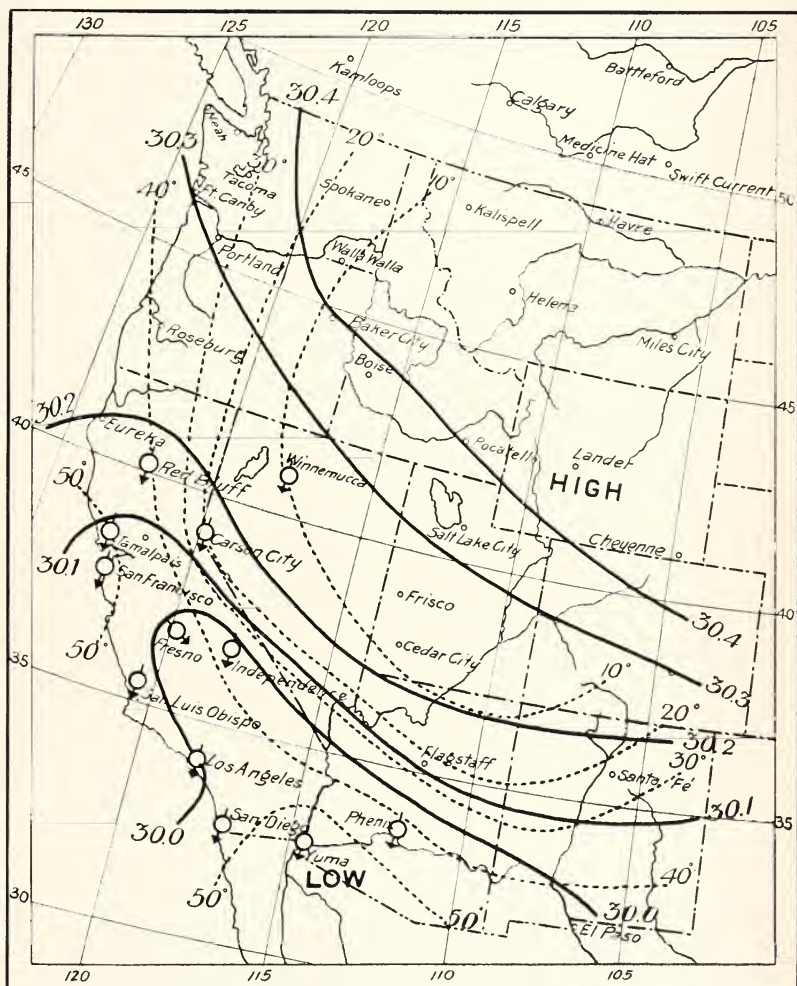 130
125
120
115
110
105
Kamloops
Battleford
Calgary
Medicine Hat
Swift Current
50
30.4
30.3
Neah
20°
30°
10°
Tacoma
Spokane
Kalispell
Havre
45
40°
Ft. Canby
Portland
Walla Walla
Helena
Miles City
Roseburg
Baker City
Boise
45
30.2
40
Eureka
Pocatello
Lander
HIGH
50°
Red Bluff
Winnemucca
Salt Lake City
Cheyenne
Tamalpais
Carson City
30.1
San Francisco
Frisco
40
30.4
Fresno
Independence
Cedar City
30.3
35
50°
San Luis Obispo
10°
20°
30.2
30°
Flagstaff
Santa Fé
Los Angeles
30.1
35
30.0
San Diego
Phenix
Yuma
LOW
50°
40°
30
50°
30.0
El Paso
120
115
110
105